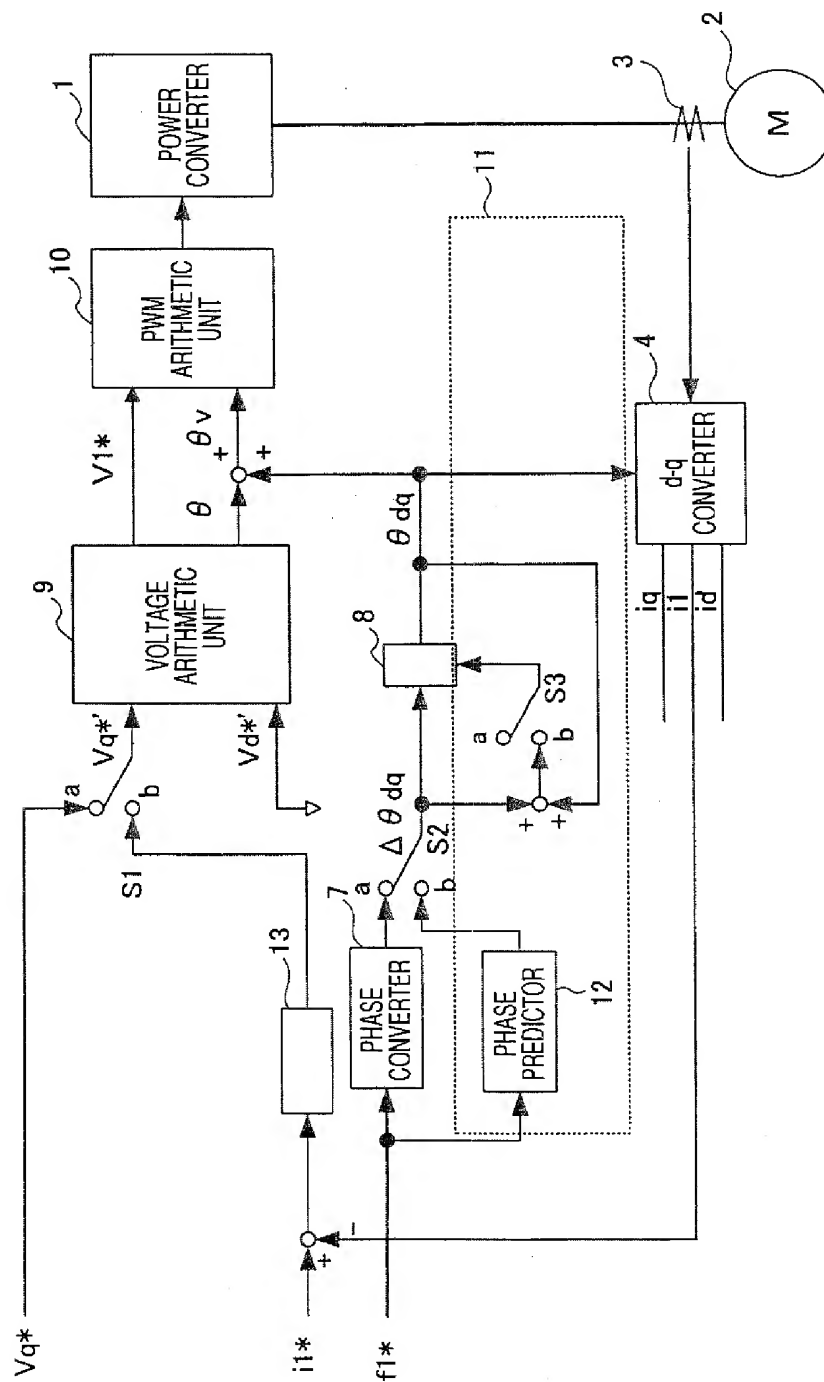 1
POWER
CONVERTER
2
M
3
10
PWM
ARITHMETIC
UNIT
11
V1*
θv
+
+
θ
4
d-q
CONVERTER
9
VOLTAGE
ARITHMETIC
UNIT
θdq
8
iq
i1
id
Vq*'
Vd*'
a
b
S1
S3
a
b
Δθdq
S2
a
b
+
+
13
7
PHASE
CONVERTER
PHASE
PREDICTOR
12
+
-
Vq*
i1*
f1*